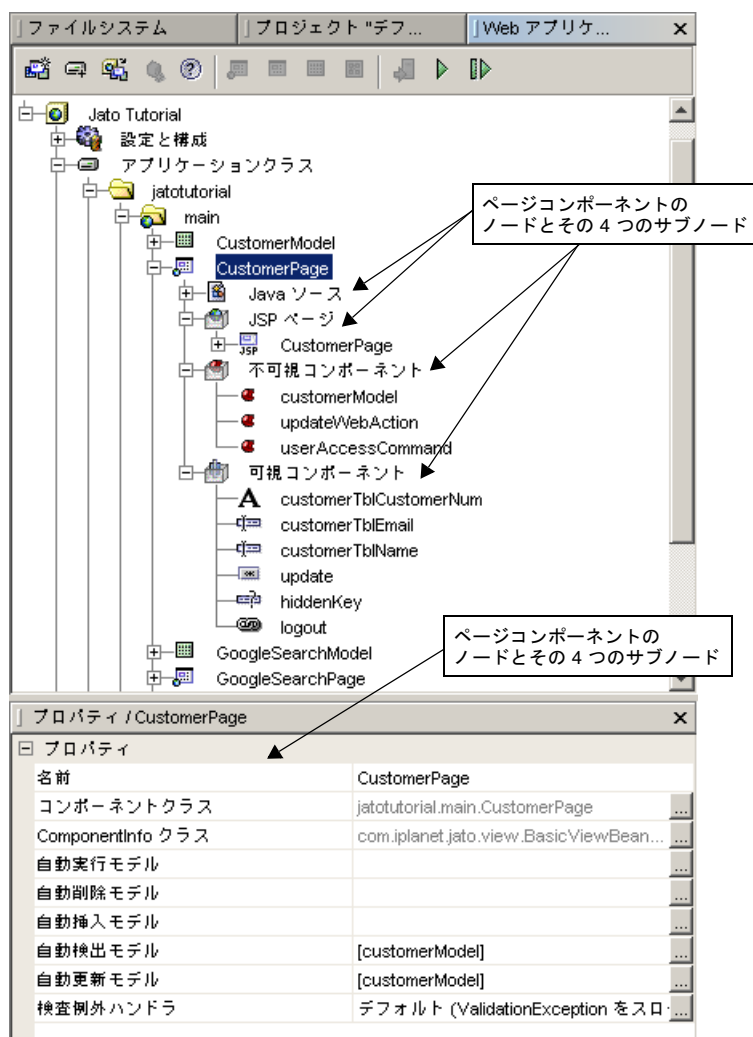 ファイルシステム
プロジェクト "デフ...
Web アプリケ...
Jato Tutorial
設定と構成
アプリケーションクラス
jatotutorial
main
ページコンポーネントの
ノードとその 4 つのサブノード
CustomerModel
CustomerPage
Java ソース
JSP ページ
JSP
CustomerPage
不可視コンポーネント
customerModel
updateWebAction
userAccessCommand
可視コンポーネント
A
customerTblCustomerNum
customerTblEmail
customerTblName
update
hiddenKey
logout
ページコンポーネントの
ノードとその 4 つのサブノード
GoogleSearchModel
GoogleSearchPage
プロパティ / CustomerPage
プロパティ
名前 CustomerPage
コンポーネントクラス jatotutorial.main.CustomerPage ...
ComponentInfo クラス com.iplanet.jato.view.BasicViewBean... ...
自動実行モデル ...
自動削除モデル ...
自動挿入モデル ...
自動検出モデル [customerModel] ...
自動更新モデル [customerModel] ...
検査例外ハンドラ デフォルト (ValidationException をスロ ...